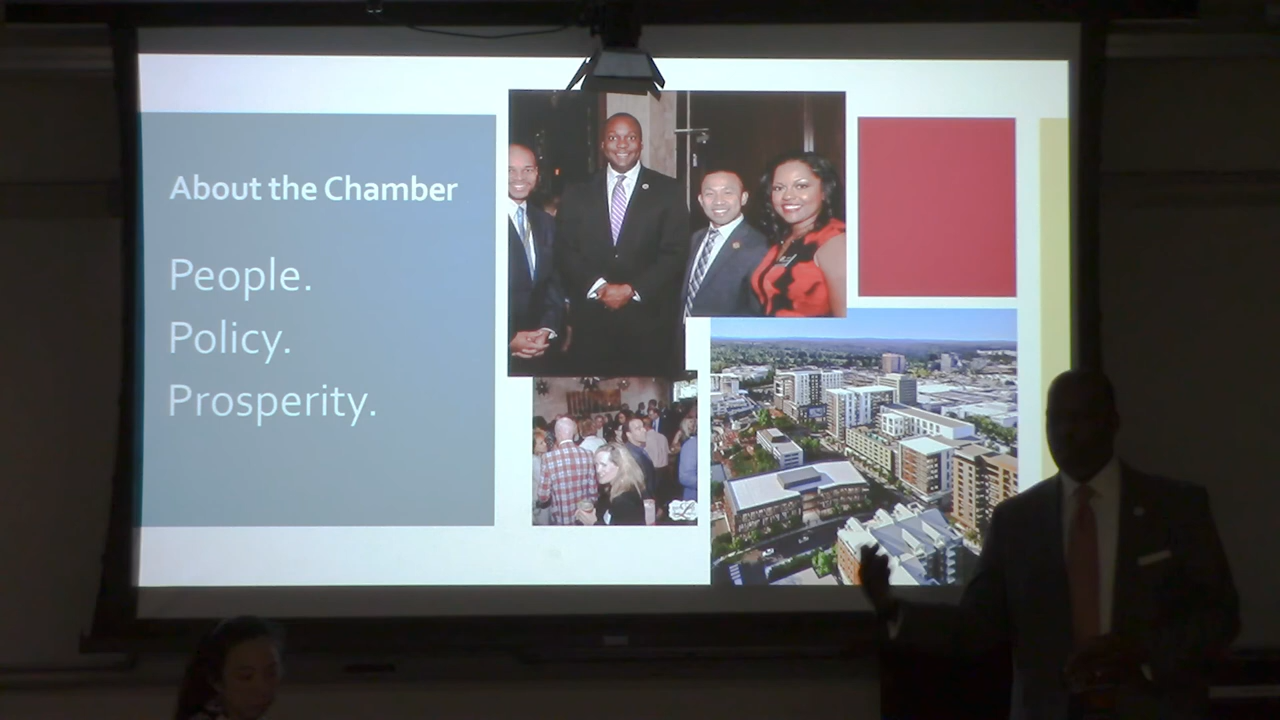 About the Chamber
People.
Policy.
Prosperity.